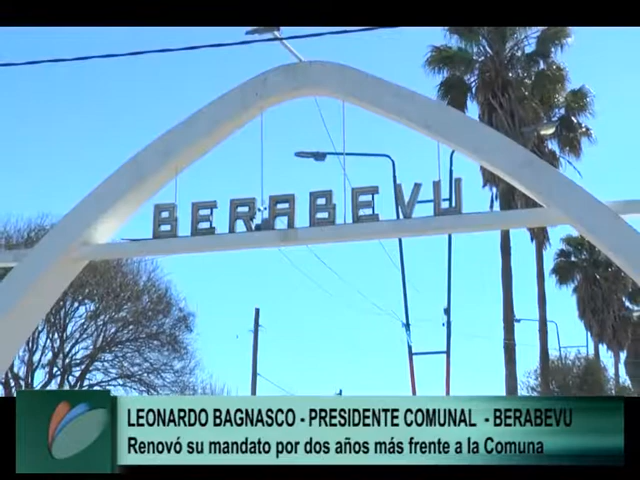 BERABEVU
LEONARDO BAGNASCO - PRESIDENTE COMUNAL - BERABEVU
Renovó su mandato por dos años más frente a la Comuna